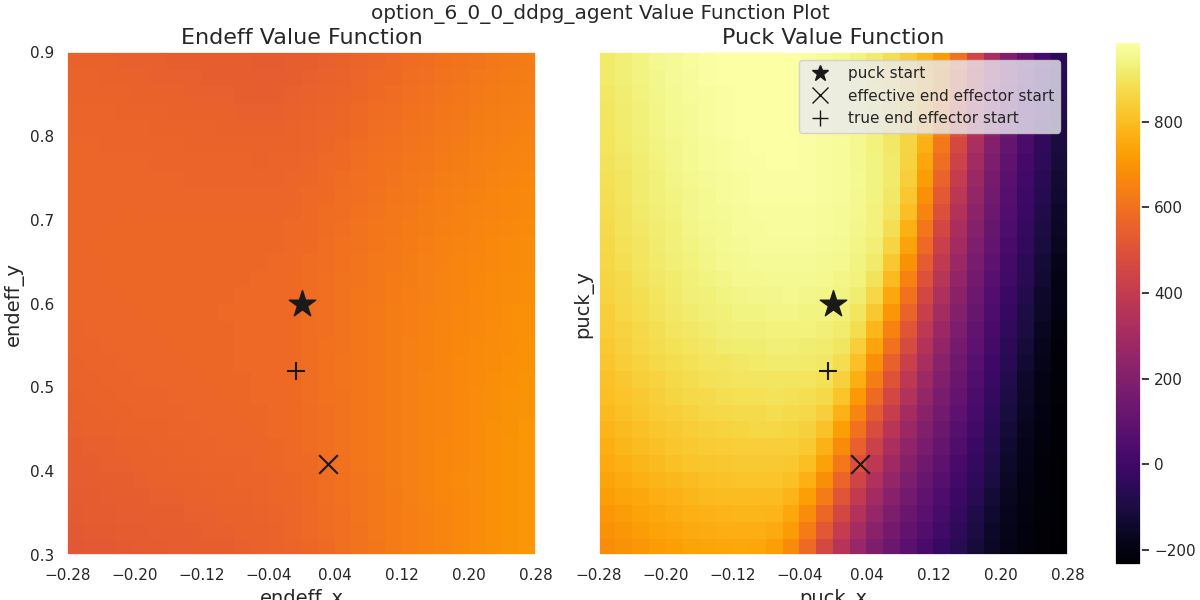 option_6_0_0_ddpg_agent Value Function Plot
Endeff Value Function
Puck Value Function
endeff_y
0.9
0.8
0.7
0.6
0.5
0.4
0.3
−0.28 −0.20 −0.12 −0.04 0.04 0.12 0.20 0.28
endeff_x
puck_y
puck start
effective end effector start
true end effector start
−0.28 −0.20 −0.12 −0.04 0.04 0.12 0.20 0.28
puck_x
800
600
400
200
0
−200